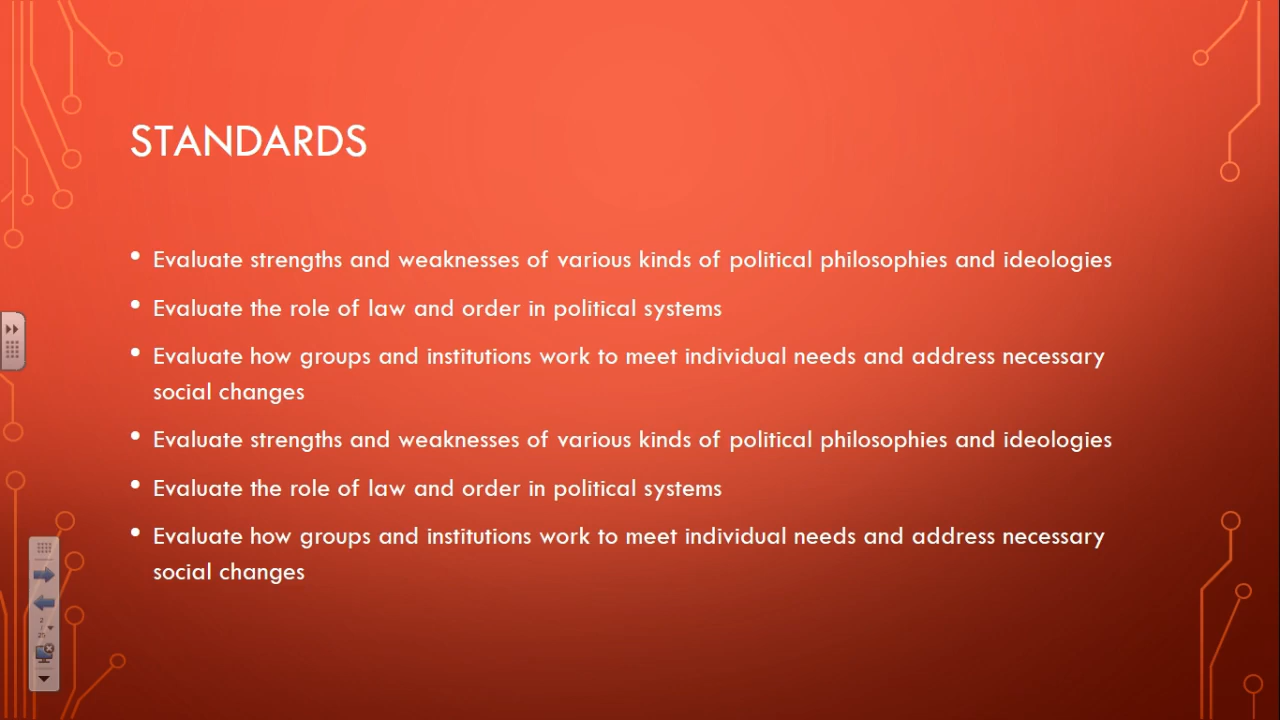 STANDARDS
• Evaluate strengths and weaknesses of various kinds of political philosophies and ideologies
• Evaluate the role of law and order in political systems
• Evaluate how groups and institutions work to meet individual needs and address necessary
social changes
• Evaluate strengths and weaknesses of various kinds of political philosophies and ideologies
• Evaluate the role of law and order in political systems
• Evaluate how groups and institutions work to meet individual needs and address necessary
social changes
2